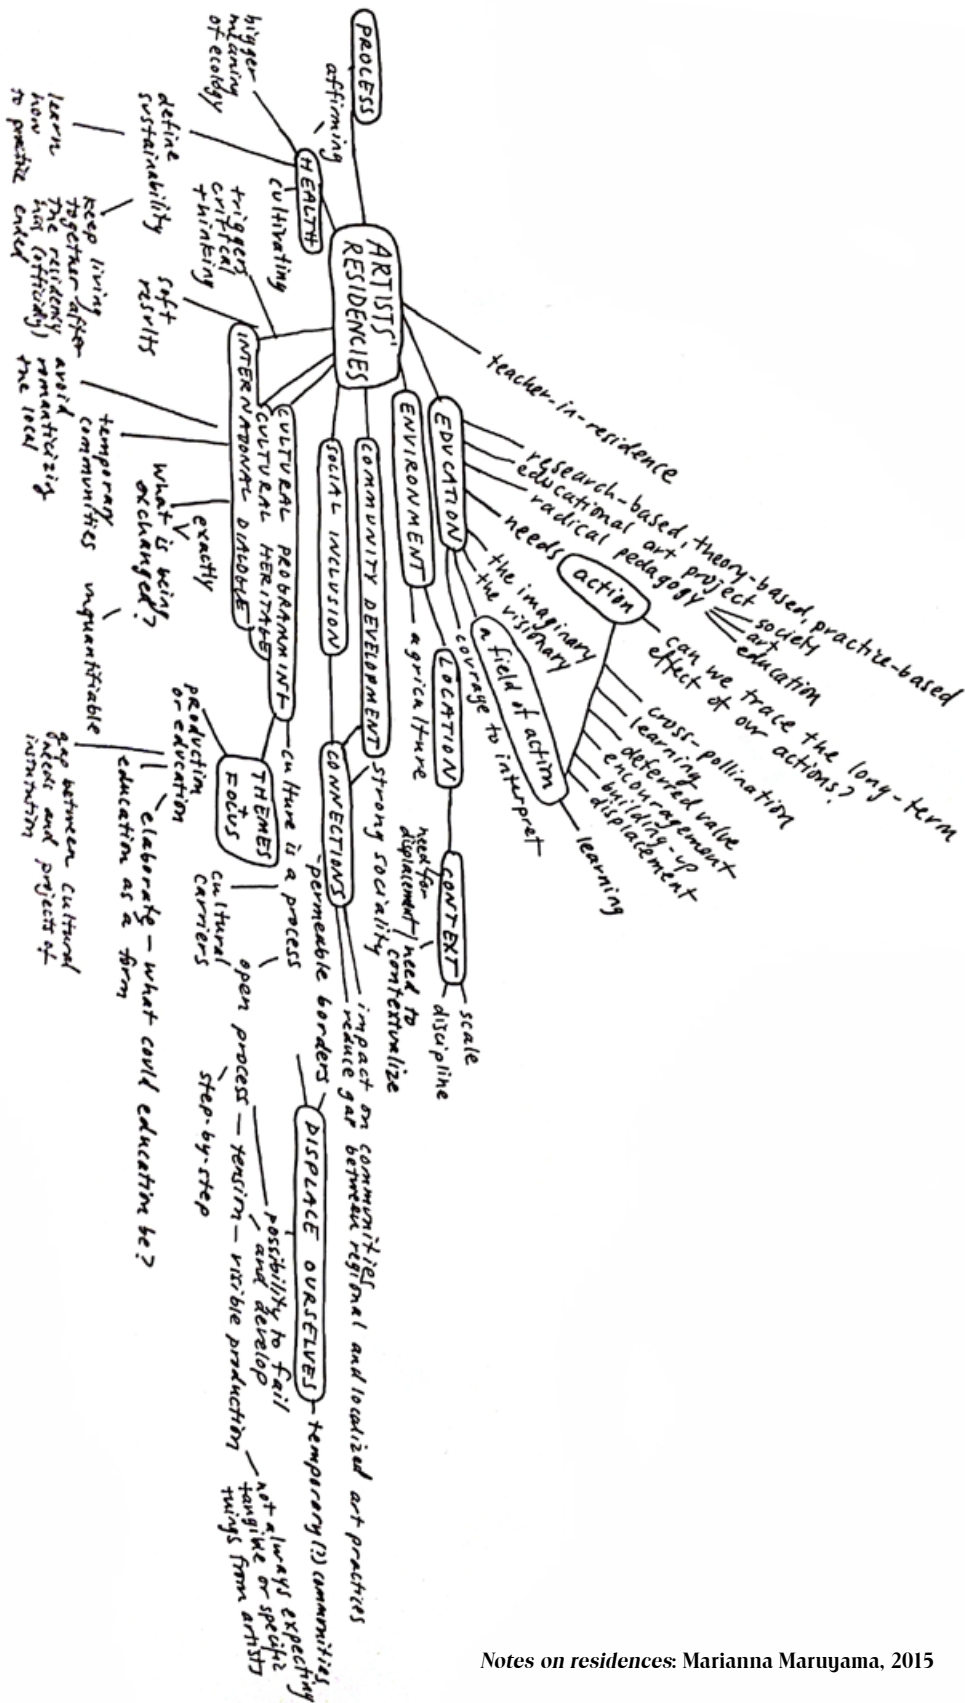 PROCESS
affirming
bigger
meaning
of ecology
HEALTH
cultivating
define
sustainability
learn
how
to practice
keep living
together after
the residency
has (officially)
ended
ARTISTS'
RESIDENCIES
trigger
critical
thinking
soft
results
teacher-in-residence
EDUCATION
research-based theory-based, practice-based
educational art project
radical pedagogy
society
art
education
needs
action
can we trace the long-term
effect of our actions?
cross-pollination
learning
deferred value
encouragement
building-up
displacement
the imaginary
the visionary
a field of action
learning
courage to interpret
ENVIRONMENT
agriculture
LOCATION
CONTEXT
need for
displacement
need to
contextualize
scale
discipline
COMMUNITY DEVELOPMENT
strong sociality
SOCIAL INCLUSION
CONNECTIONS
impact on communities
reduce gap between regional and localized art practices
permeable borders
DISPLACE OURSELVES
temporary(?) communities
CULTURAL PROGRAMMING
CULTURAL HERITAGE
INTERNATIONAL DIALOGUE
avoid
romanticizing
the local
temporary
communities
exactly
what is being
exchanged?
unquantifiable
culture is a process
THEMES
+
FOCUS
cultural
carriers
production
or education
elaborate – what could education be?
education as a form
gap between cultural
needs and projects of
institution
open process – tension – visible production
step-by-step
possibility to fail
and develop
not always expecting
tangible or specific
things from artists
Notes on residences: Marianna Maruyama, 2015